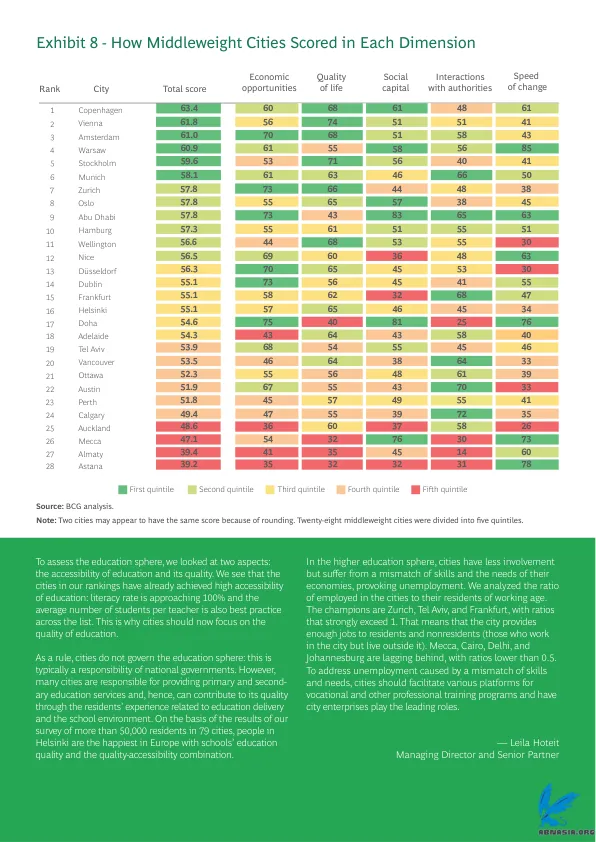 Exhibit 8 - How Middleweight Cities Scored in Each Dimension
Rank City Total score Economic opportunities Quality of life Social capital Interactions with authorities Speed of change
1 Copenhagen 63.4 60 68 61 48 61
2 Vienna 61.8 56 74 51 51 41
3 Amsterdam 61.0 70 68 51 58 43
4 Warsaw 60.9 61 55 58 56 85
5 Stockholm 59.6 53 71 56 40 41
6 Munich 58.1 61 63 46 66 50
7 Zurich 57.8 73 66 44 48 38
8 Oslo 57.8 55 65 57 38 45
9 Abu Dhabi 57.8 73 43 83 65 63
10 Hamburg 57.3 55 61 51 55 51
11 Wellington 56.6 44 68 53 55 30
12 Nice 56.5 69 60 36 48 63
13 Düsseldorf 56.3 70 65 45 53 30
14 Dublin 55.1 73 56 45 41 55
15 Frankfurt 55.1 58 62 32 68 47
16 Helsinki 55.1 57 65 46 45 34
17 Doha 54.6 75 40 81 25 76
18 Adelaide 54.3 43 64 43 58 40
19 Tel Aviv 53.9 68 54 55 45 46
20 Vancouver 53.5 46 64 38 64 33
21 Ottawa 52.3 55 56 48 61 39
22 Austin 51.9 67 55 43 70 33
23 Perth 51.8 45 57 49 55 41
24 Calgary 49.4 47 55 39 72 35
25 Auckland 48.6 36 60 37 58 26
26 Mecca 47.1 54 32 76 30 73
27 Almaty 39.4 41 35 45 14 60
28 Astana 39.2 35 32 32 31 78
First quintile Second quintile Third quintile Fourth quintile Fifth quintile
Source: BCG analysis.
Note: Two cities may appear to have the same score because of rounding. Twenty-eight middleweight cities were divided into five quintiles.
To assess the education sphere, we looked at two aspects:
the accessibility of education and its quality. We see that the
cities in our rankings have already achieved high accessibility
of education: literacy rate is approaching 100% and the
average number of students per teacher is also best practice
across the list. This is why cities should now focus on the
quality of education.
As a rule, cities do not govern the education sphere: this is
typically a responsibility of national governments. However,
many cities are responsible for providing primary and second-
ary education services and, hence, can contribute to its quality
through the residents’ experience related to education delivery
and the school environment. On the basis of the results of our
survey of more than 50,000 residents in 79 cities, people in
Helsinki are the happiest in Europe with schools’ education
quality and the quality-accessibility combination.
In the higher education sphere, cities have less involvement
but suffer from a mismatch of skills and the needs of their
economies, provoking unemployment. We analyzed the ratio
of employed in the cities to their residents of working age.
The champions are Zurich, Tel Aviv, and Frankfurt, with ratios
that strongly exceed 1. That means that the city provides
enough jobs to residents and nonresidents (those who work
in the city but live outside it). Mecca, Cairo, Delhi, and
Johannesburg are lagging behind, with ratios lower than 0.5.
To address unemployment caused by a mismatch of skills
and needs, cities should facilitate various platforms for
vocational and other professional training programs and have
city enterprises play the leading roles.
— Leila Hoteit
Managing Director and Senior Partner
ABNASIA.ORG